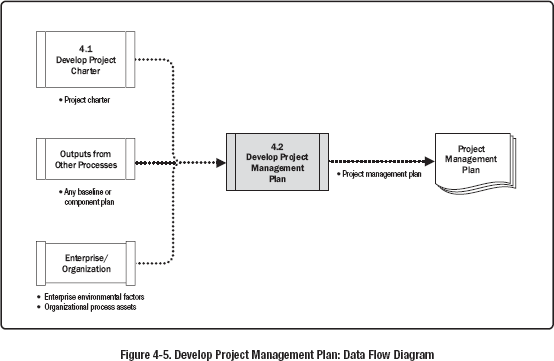 4.1
Develop Project
Charter
• Project charter
Outputs from
Other Processes
• Any baseline or
component plan
Enterprise/
Organization
• Enterprise environmental factors
• Organizational process assets
4.2
Develop Project
Management
Plan
• Project management plan
Project
Management
Plan
Figure 4-5. Develop Project Management Plan: Data Flow Diagram